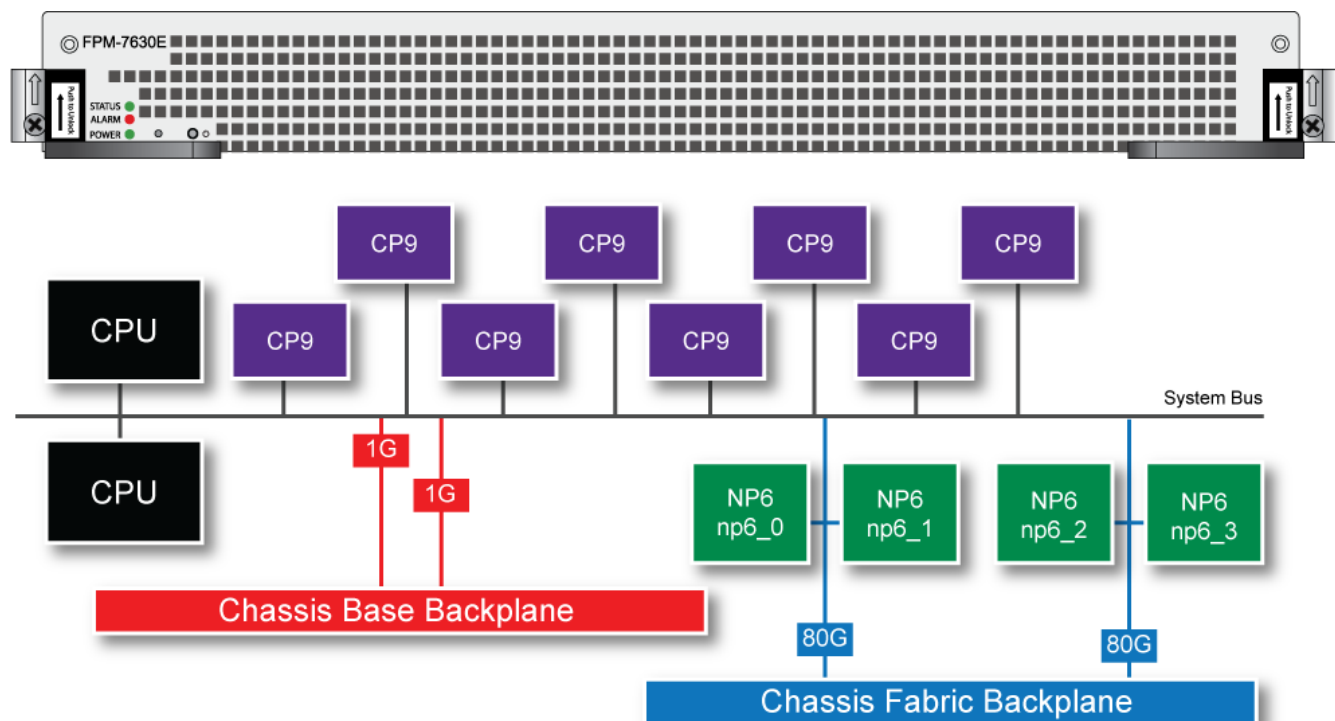 FPM-7630E
Push to Unlock
STATUS
ALARM
POWER
Push to Unlock
CP9
CP9
CP9
CP9
CPU
CP9
CP9
CP9
CP9
System Bus
1G
CPU
1G
NP6
np6_0
NP6
np6_1
NP6
np6_2
NP6
np6_3
Chassis Base Backplane
80G
80G
Chassis Fabric Backplane